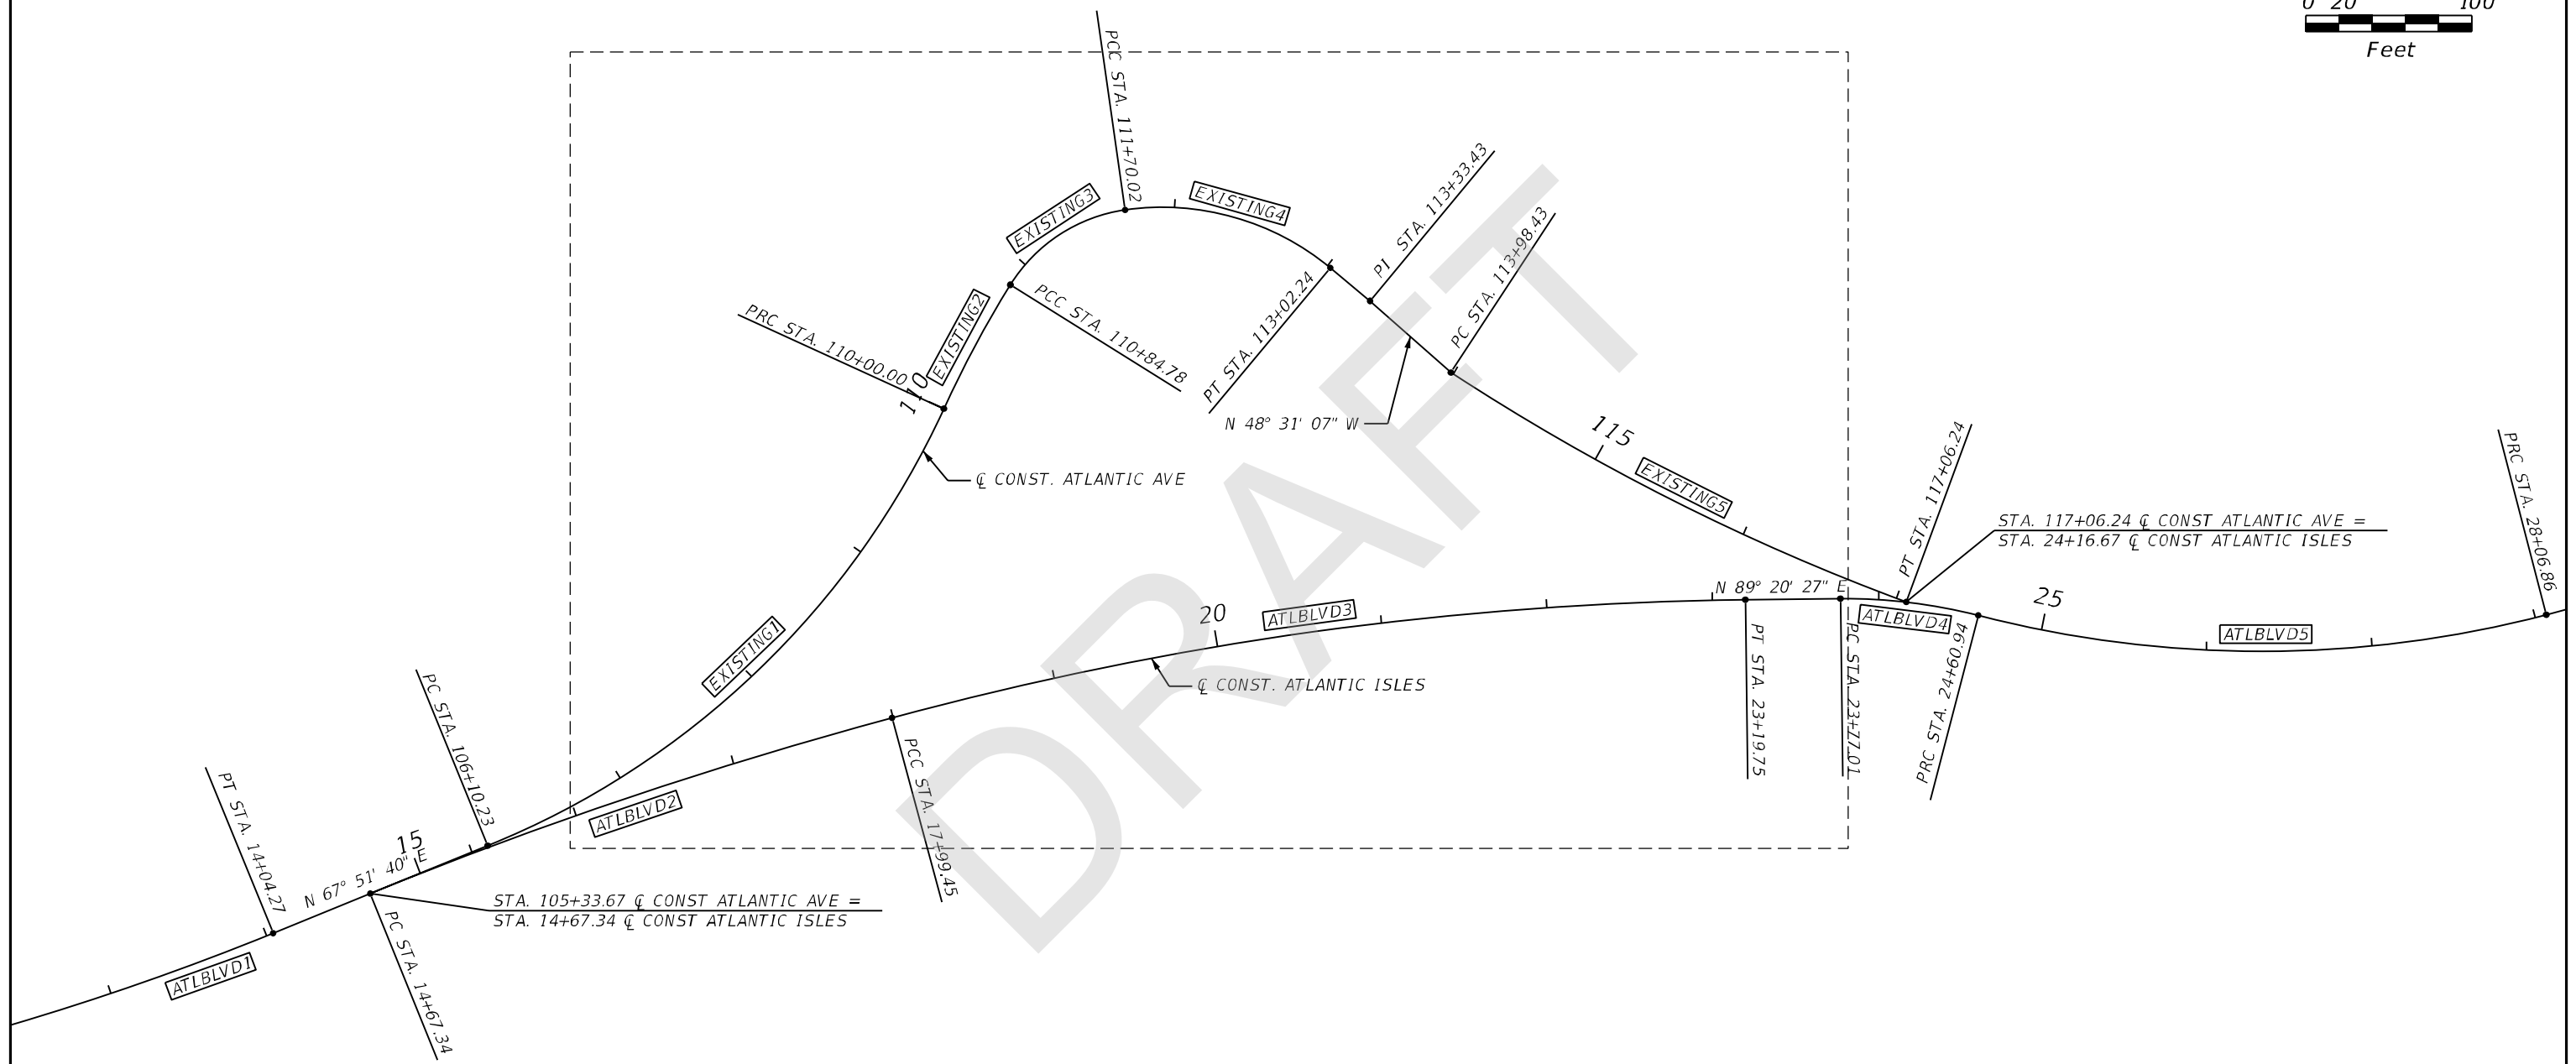 0 20 100
Feet
PCC STA. 111+70.02
EXISTING3
EXISTING4
PI STA. 113+33.43
PC STA. 113+98.43
PRC STA. 110+00.00
110
EXISTING2
PCC STA. 110+84.78
PT STA. 113+02.24
N 48° 31' 07" W
115
EXISTING5
PT STA. 117+06.24
PRC STA. 28+06.86
℄ CONST. ATLANTIC AVE
STA. 117+06.24 ℄ CONST ATLANTIC AVE =
STA. 24+16.67 ℄ CONST ATLANTIC ISLES
N 89° 20' 27" E
25
20
ATLBLVD3
ATLBLVD4
ATLBLVD5
EXISTING1
PT STA. 23+19.75
PC STA. 23+77.01
PRC STA. 24+60.94
℄ CONST. ATLANTIC ISLES
PC STA. 106+10.23
PCC STA. 17+99.45
PT STA. 14+04.27
ATLBLVD2
15
N 67° 51' 40" E
STA. 105+33.67 ℄ CONST ATLANTIC AVE =
STA. 14+67.34 ℄ CONST ATLANTIC ISLES
ATLBLVD1
PC STA. 14+67.34
DRAFT